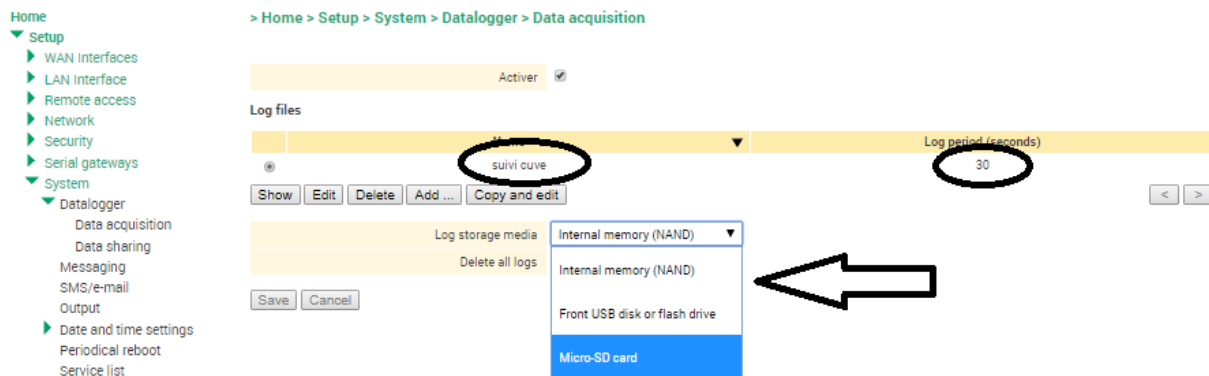 Home
Setup
WAN Interfaces
LAN Interface
Remote access
Network
Security
Serial gateways
System
Datalogger
Data acquisition
Data sharing
Messaging
SMS/e-mail
Output
Date and time settings
Periodical reboot
Service list
> Home > Setup > System > Datalogger > Data acquisition
Activer
Log files
Log period (seconds)
suivi cuve 30
Show Edit Delete Add ... Copy and edit < >
Log storage media Internal memory (NAND)
Delete all logs
Internal memory (NAND)
Front USB disk or flash drive
Micro-SD card
Save Cancel